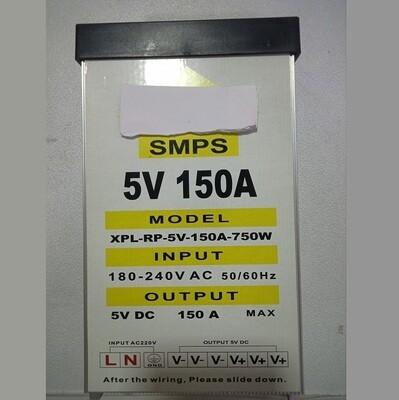 SMPS
5V 150A
MODEL
XPL-RP-5V-150A-750W
INPUT
180-240V AC 50/60Hz
OUTPUT
5V DC 150 A MAX
INPUT AC220V OUTPUT 5V DC
L N GND V- V- V- V+ V+ V+
After the wiring, Please slide down.